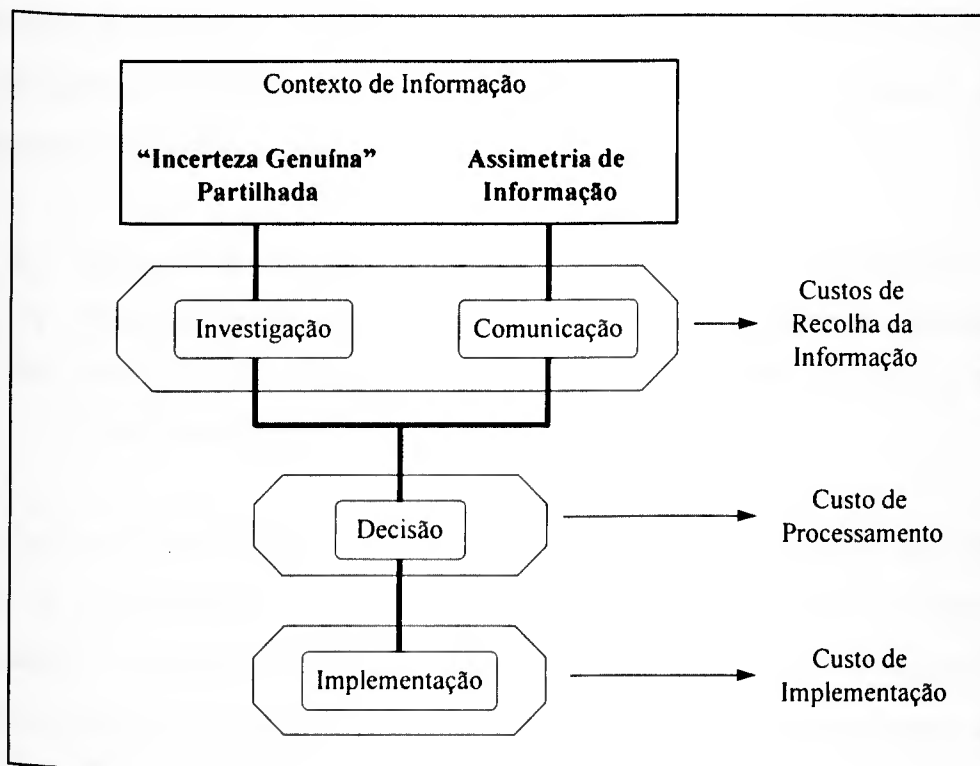 Contexto de Informação
“Incerteza Genuína”
Partilhada
Assimetria de
Informação
Investigação
Comunicação
Custos de
Recolha da
Informação
Decisão
Custo de
Processamento
Implementação
Custo de
Implementação